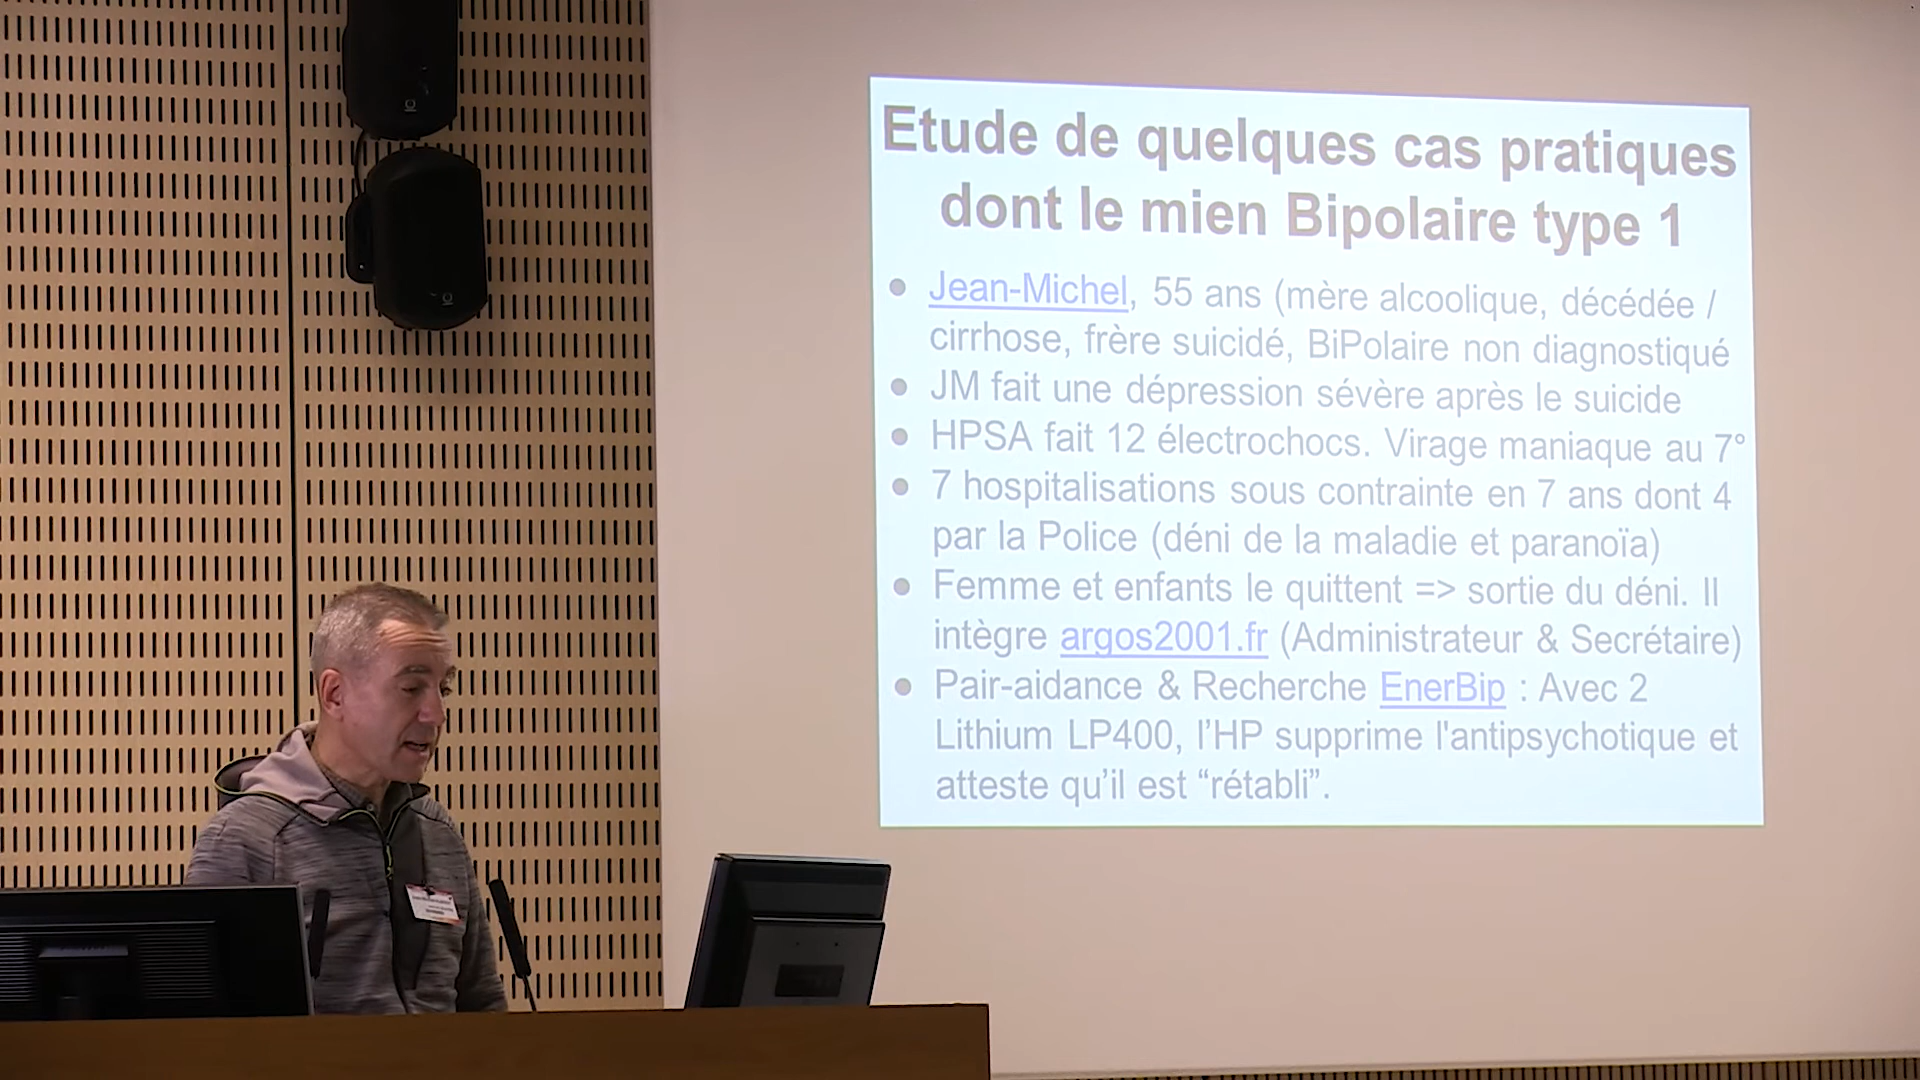 Etude de quelques cas pratiques
dont le mien Bipolaire type 1
● Jean-Michel, 55 ans (mère alcoolique, décédée /
cirrhose, frère suicidé, BiPolaire non diagnostiqué
● JM fait une dépression sévère après le suicide
● HPSA fait 12 électrochocs. Virage maniaque au 7°
● 7 hospitalisations sous contrainte en 7 ans dont 4
par la Police (déni de la maladie et paranoïa)
● Femme et enfants le quittent => sortie du déni. Il
intègre argos2001.fr (Administrateur & Secrétaire)
● Pair-aidance & Recherche EnerBip : Avec 2
Lithium LP400, l’HP supprime l'antipsychotique et
atteste qu’il est “rétabli”.